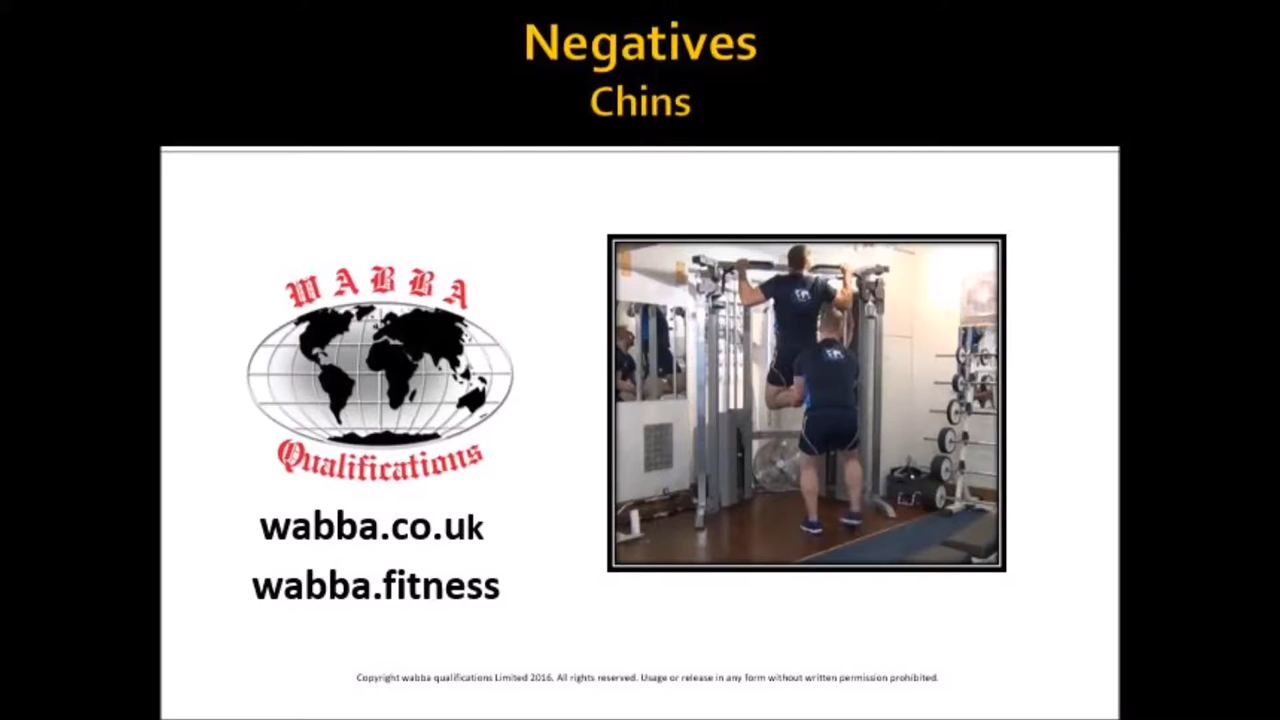 Negatives
Chins
WABBA
Qualifications
wabba.co.uk
wabba.fitness
Copyright wabba qualifications Limited 2016. All rights reserved. Usage or release in any form without written permission prohibited.